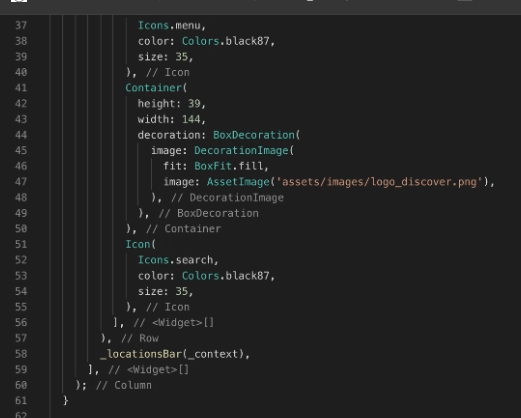 37 Icons.menu,
38 color: Colors.black87,
39 size: 35,
40 ), // Icon
41 Container(
42 height: 39,
43 width: 144,
44 decoration: BoxDecoration(
45 image: DecorationImage(
46 fit: BoxFit.fill,
47 image: AssetImage('assets/images/logo_discover.png'),
48 ), // DecorationImage
49 ), // BoxDecoration
50 ), // Container
51 Icon(
52 Icons.search,
53 color: Colors.black87,
54 size: 35,
55 ), // Icon
56 ], // <Widget>[]
57 ), // Row
58 _locationsBar(_context),
59 ], // <Widget>[]
60 ); // Column
61 }
62